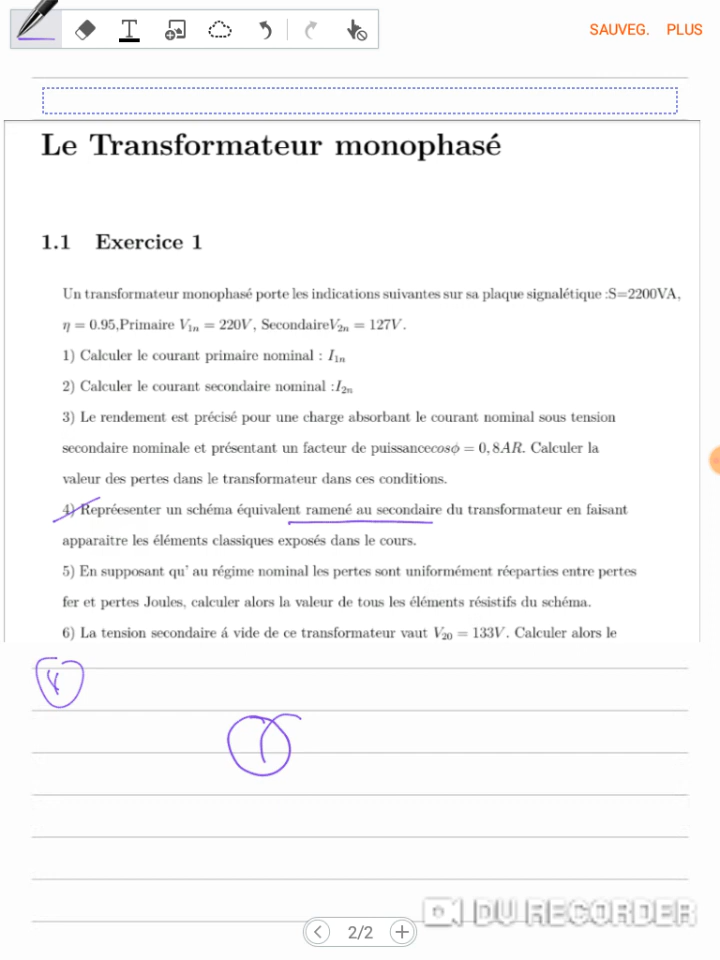 T
SAUVEG. PLUS
Le Transformateur monophasé
1.1 Exercice 1
Un transformateur monophasé porte les indications suivantes sur sa plaque signalétique :S=2200VA,
η = 0.95,Primaire V1n = 220V, SecondaireV2n = 127V.
1) Calculer le courant primaire nominal : I1n
2) Calculer le courant secondaire nominal :I2n
3) Le rendement est précisé pour une charge absorbant le courant nominal sous tension
secondaire nominale et présentant un facteur de puissancecosϕ = 0,8AR. Calculer la
valeur des pertes dans le transformateur dans ces conditions.
4) Repréesenter un schéma équivalent ramené au secondaire du transformateur en faisant
apparaitre les éléments classiques exposés dans le cours.
5) En supposant qu' au régime nominal les pertes sont uniformément réeparties entre pertes
fer et pertes Joules, calculer alors la valeur de tous les éléments résistifs du schéma.
6) La tension secondaire á vide de ce transformateur vaut V20 = 133V. Calculer alors le
2/2
DU RECORDER